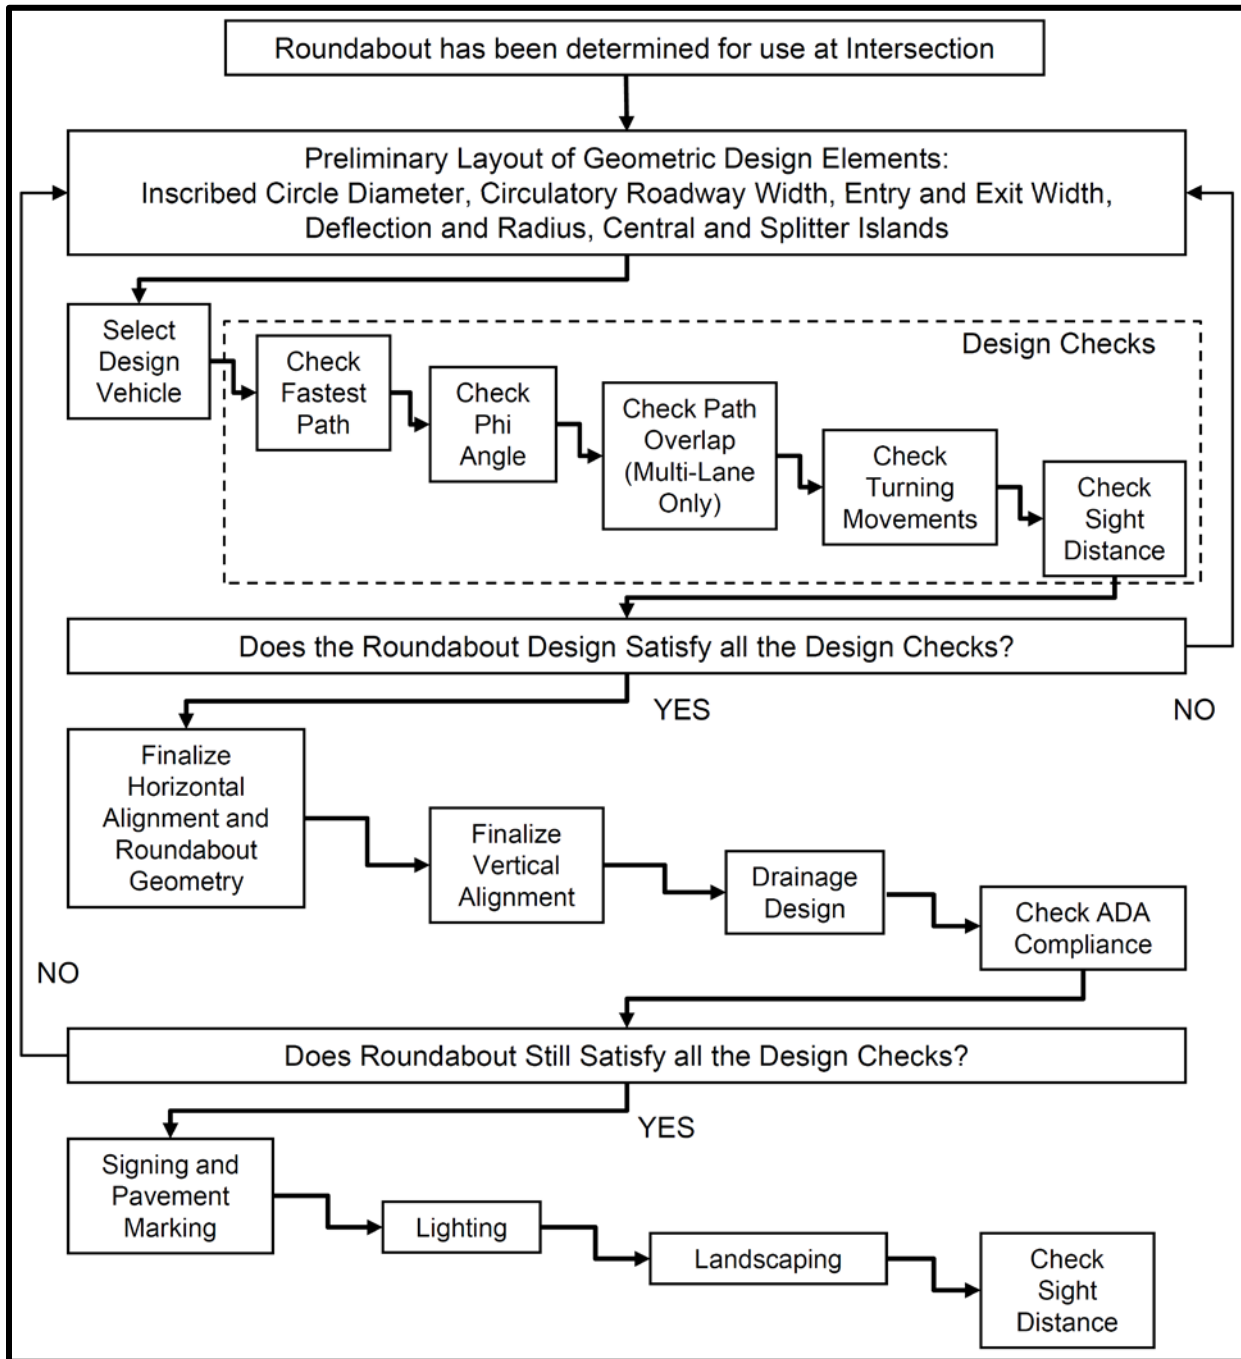 Roundabout has been determined for use at Intersection
Preliminary Layout of Geometric Design Elements:
Inscribed Circle Diameter, Circulatory Roadway Width, Entry and Exit Width,
Deflection and Radius, Central and Splitter Islands
Select
Design
Vehicle
Design Checks
Check
Fastest
Path
Check
Phi
Angle
Check Path
Overlap
(Multi-Lane
Only)
Check
Turning
Movements
Check
Sight
Distance
Does the Roundabout Design Satisfy all the Design Checks?
YES
NO
Finalize
Horizontal
Alignment and
Roundabout
Geometry
Finalize
Vertical
Alignment
Drainage
Design
Check ADA
Compliance
NO
Does Roundabout Still Satisfy all the Design Checks?
YES
Signing and
Pavement
Marking
Lighting
Landscaping
Check
Sight
Distance